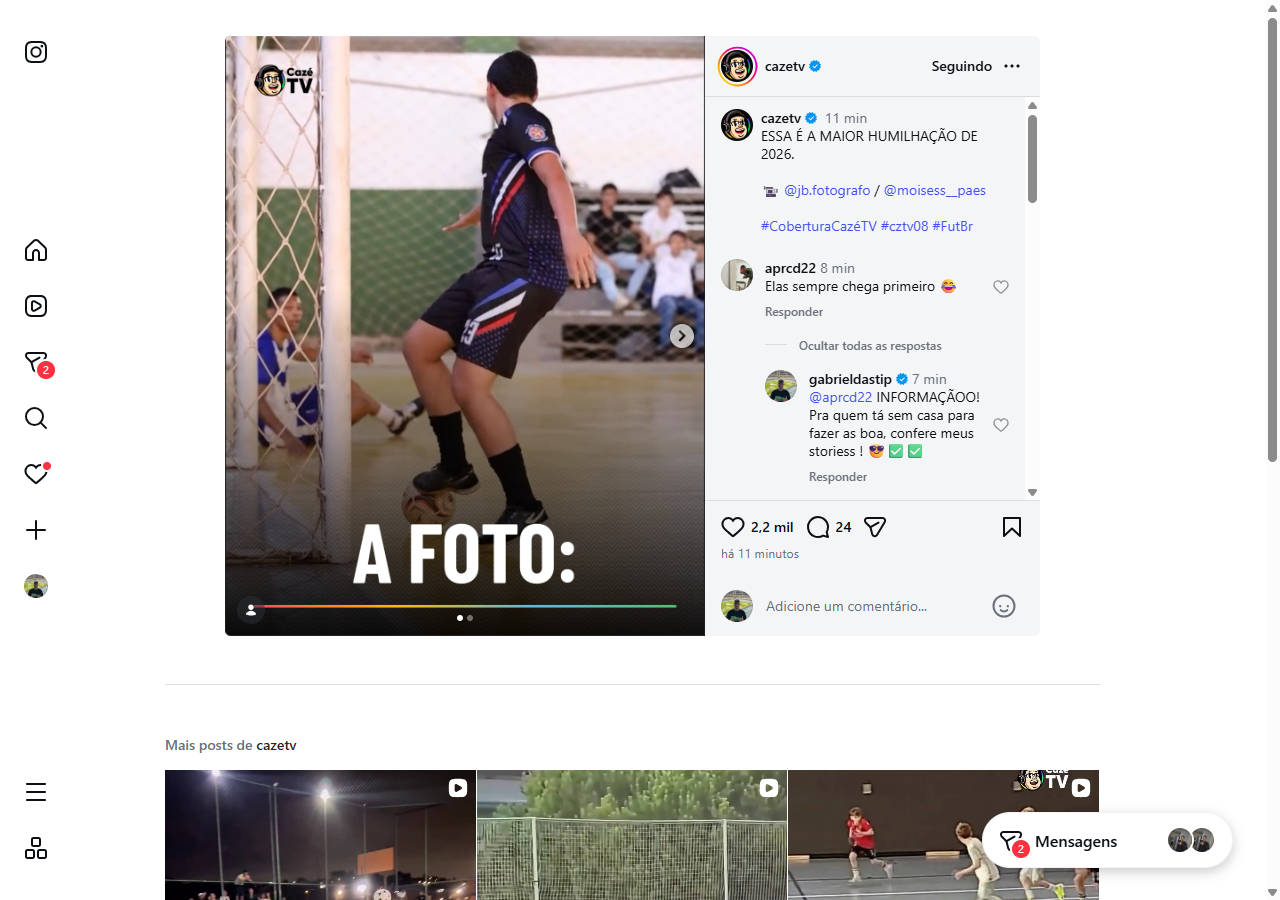 Cazé
TV
A FOTO:
cazetv
Seguindo
cazetv 11 min
ESSA É A MAIOR HUMILHAÇÃO DE
2026.
@jb.fotografo / @moisess__paes
#CoberturaCazéTV #cztv08 #FutBr
aprcd22 8 min
Elas sempre chega primeiro 😂
Responder
Ocultar todas as respostas
gabrieldastip 7 min
@aprcd22 INFORMAÇÃOO!
Pra quem tá sem casa para
fazer as boa, confere meus
storiess ! 😎 ✅ ✅
Responder
2,2 mil
24
há 11 minutos
Adicione um comentário...
2
Mais posts de cazetv
Cazé
TV
2
Mensagens